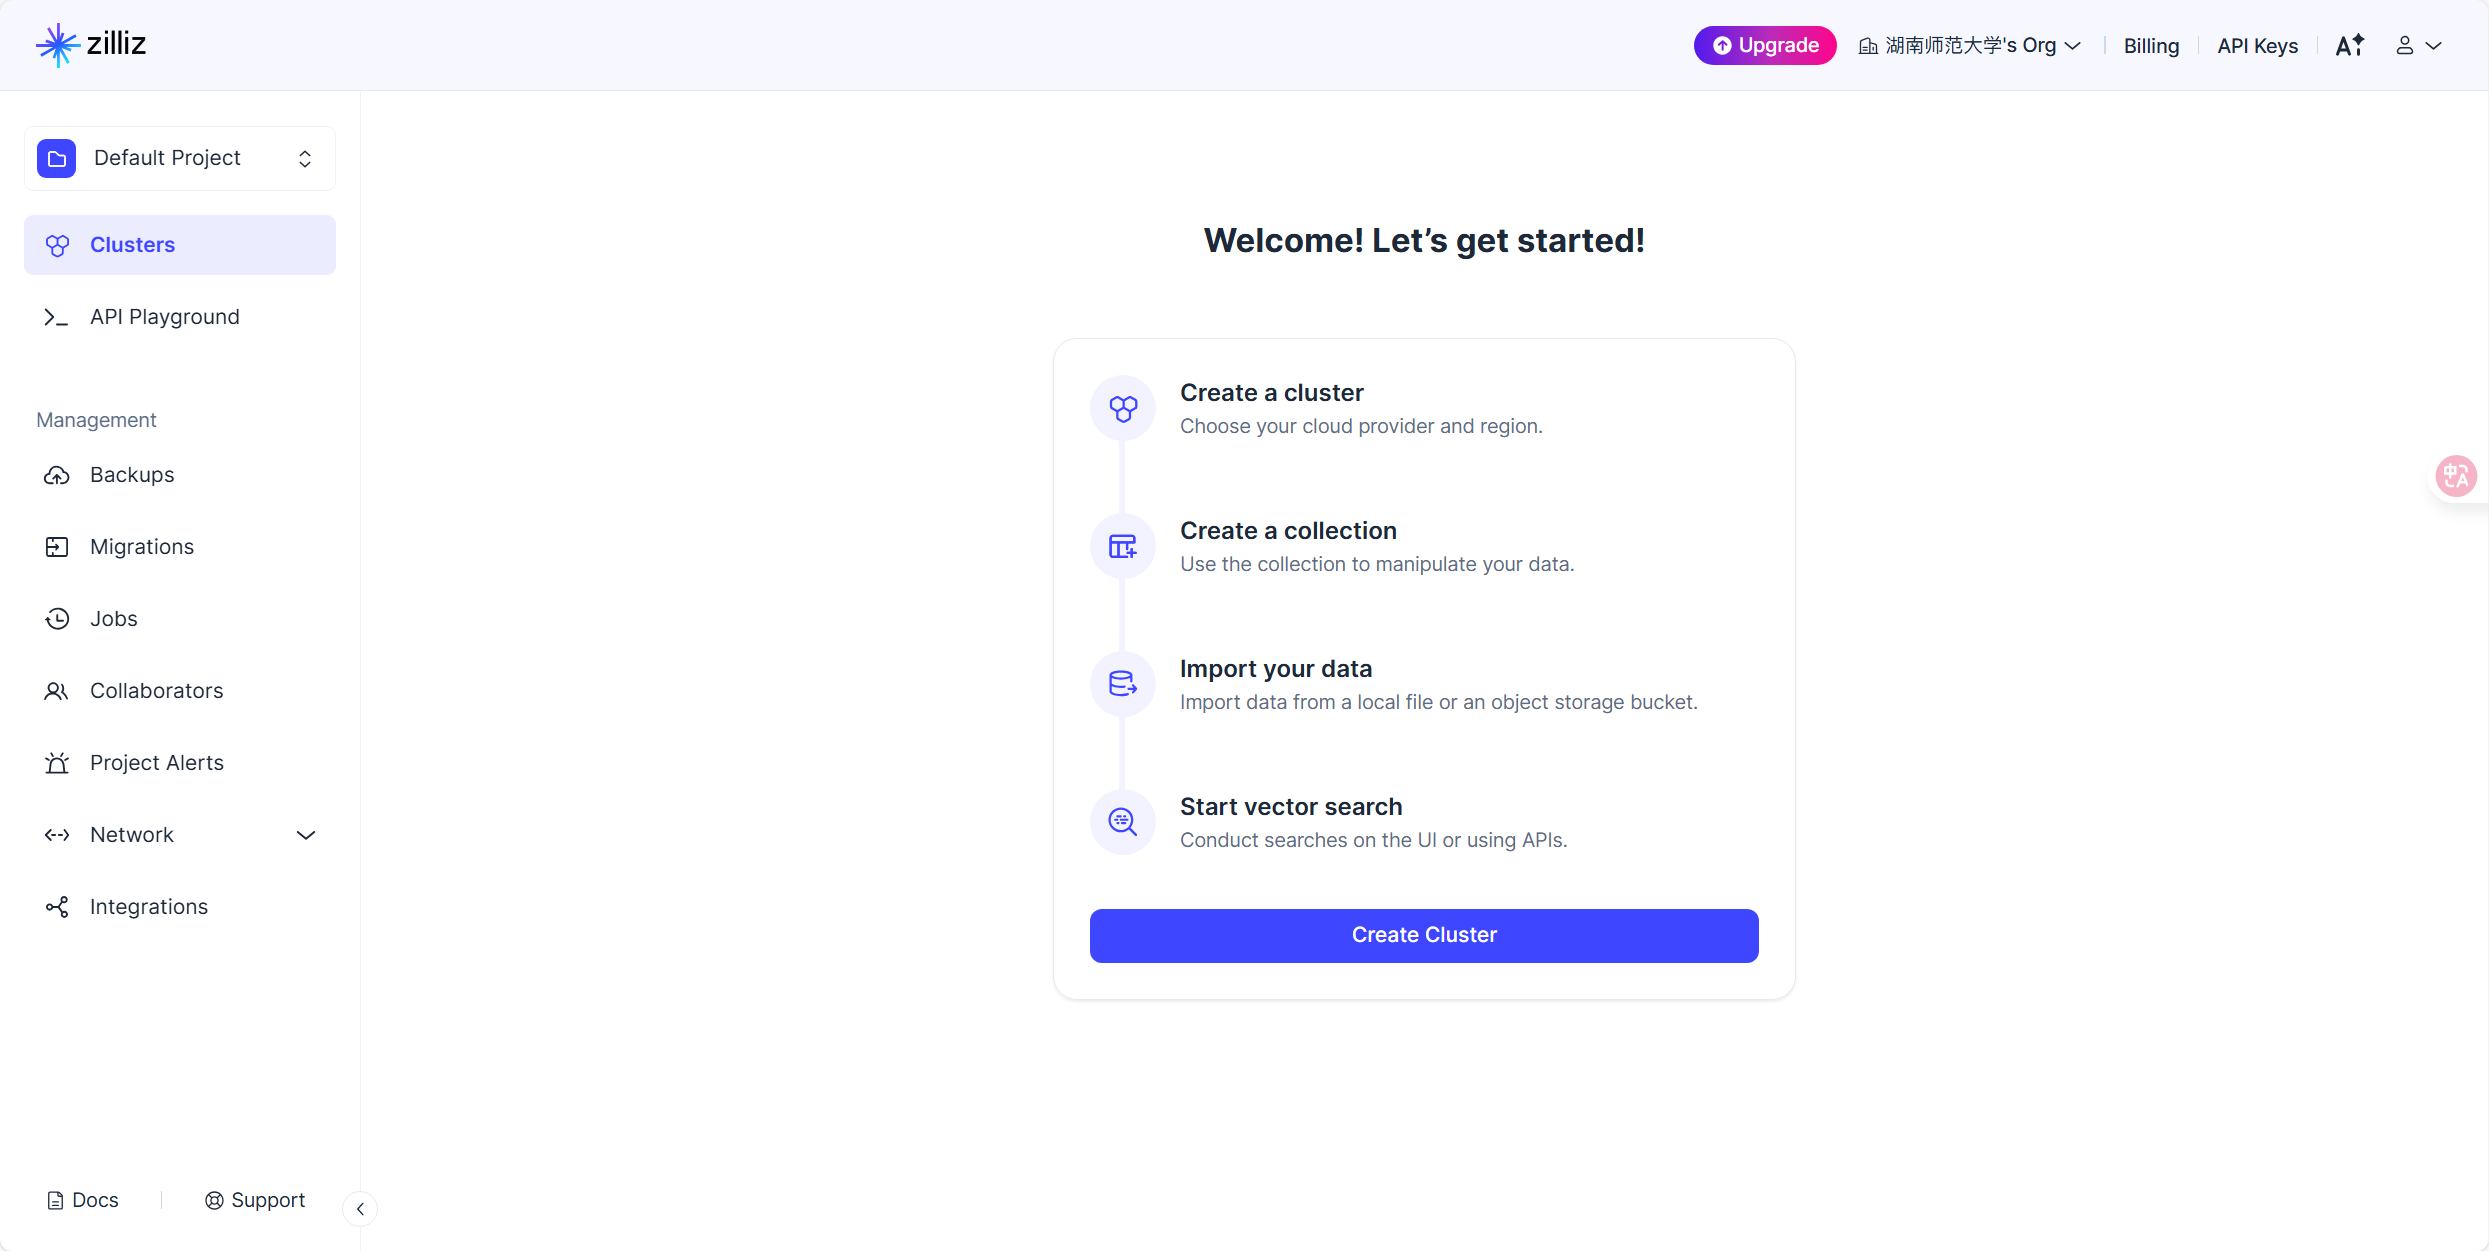 zilliz
Upgrade
湖南师范大学's Org
Billing
API Keys
Default Project
Clusters
API Playground
Management
Backups
Migrations
Jobs
Collaborators
Project Alerts
Network
Integrations
Docs
Support
Welcome! Let’s get started!
Create a cluster
Choose your cloud provider and region.
Create a collection
Use the collection to manipulate your data.
Import your data
Import data from a local file or an object storage bucket.
Start vector search
Conduct searches on the UI or using APIs.
Create Cluster
中A